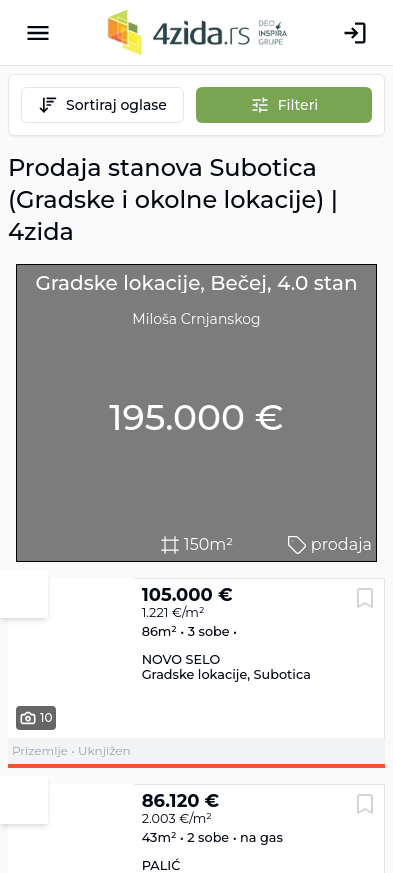 4zida.rs DEO INSPIRA GRUPE
Sortiraj oglase
Filteri
Prodaja stanova Subotica
(Gradske i okolne lokacije) |
4zida
Gradske lokacije, Bečej, 4.0 stan
Miloša Crnjanskog
195.000 €
150m²
prodaja
105.000 €
1.221 €/m²
86m² • 3 sobe •
NOVO SELO
Gradske lokacije, Subotica
10
Prizemlje • Uknjižen
86.120 €
2.003 €/m²
43m² • 2 sobe • na gas
PALIĆ